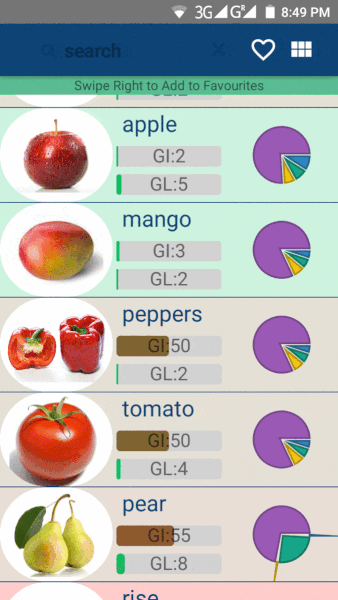 3G G R 8:49 PM
search
Swipe Right to Add to Favourites
GL:2
apple
GI:2
GL:5
mango
GI:3
GL:2
peppers
GI:50
GL:2
tomato
GI:50
GL:4
pear
GI:55
GL:8
rise